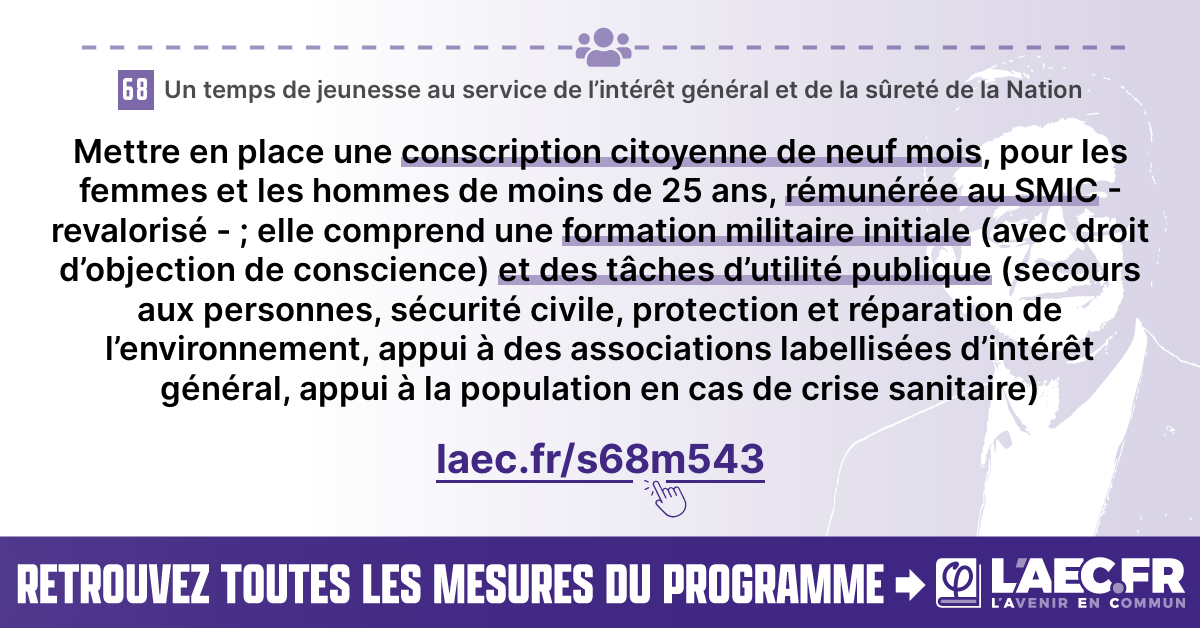 68 Un temps de jeunesse au service de l’intérêt général et de la sûreté de la Nation
Mettre en place une conscription citoyenne de neuf mois, pour les
femmes et les hommes de moins de 25 ans, rémunérée au SMIC -
revalorisé - ; elle comprend une formation militaire initiale (avec droit
d’objection de conscience) et des tâches d’utilité publique (secours
aux personnes, sécurité civile, protection et réparation de
l’environnement, appui à des associations labellisées d’intérêt
général, appui à la population en cas de crise sanitaire)
laec.fr/s68m543
RETROUVEZ TOUTES LES MESURES DU PROGRAMME
φ L’AEC.FR
L’AVENIR EN COMMUN